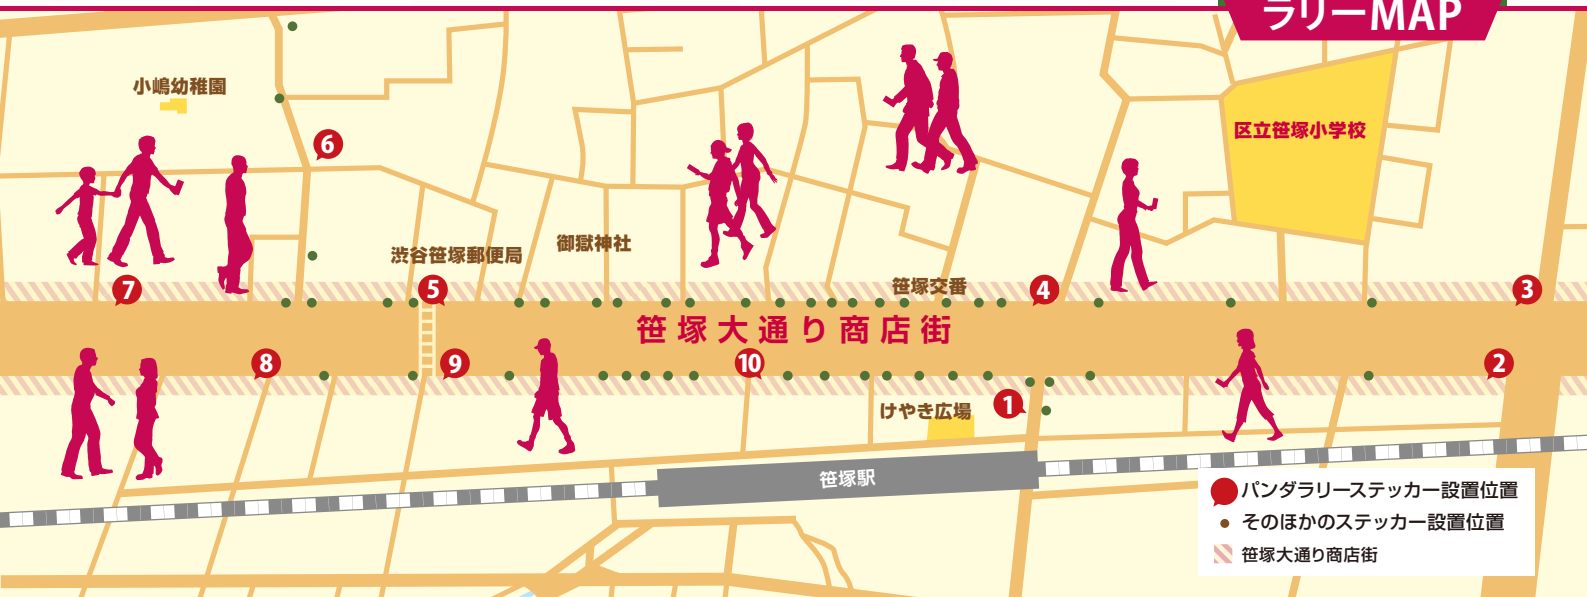 ラリーMAP
小嶋幼稚園
区立笹塚小学校
6
渋谷笹塚郵便局
御嶽神社
笹塚交番
7
5
4
3
笹塚大通り商店街
8
9
10
2
けやき広場
1
笹塚駅
パンダラリーステッカー設置位置
そのほかのステッカー設置位置
笹塚大通り商店街